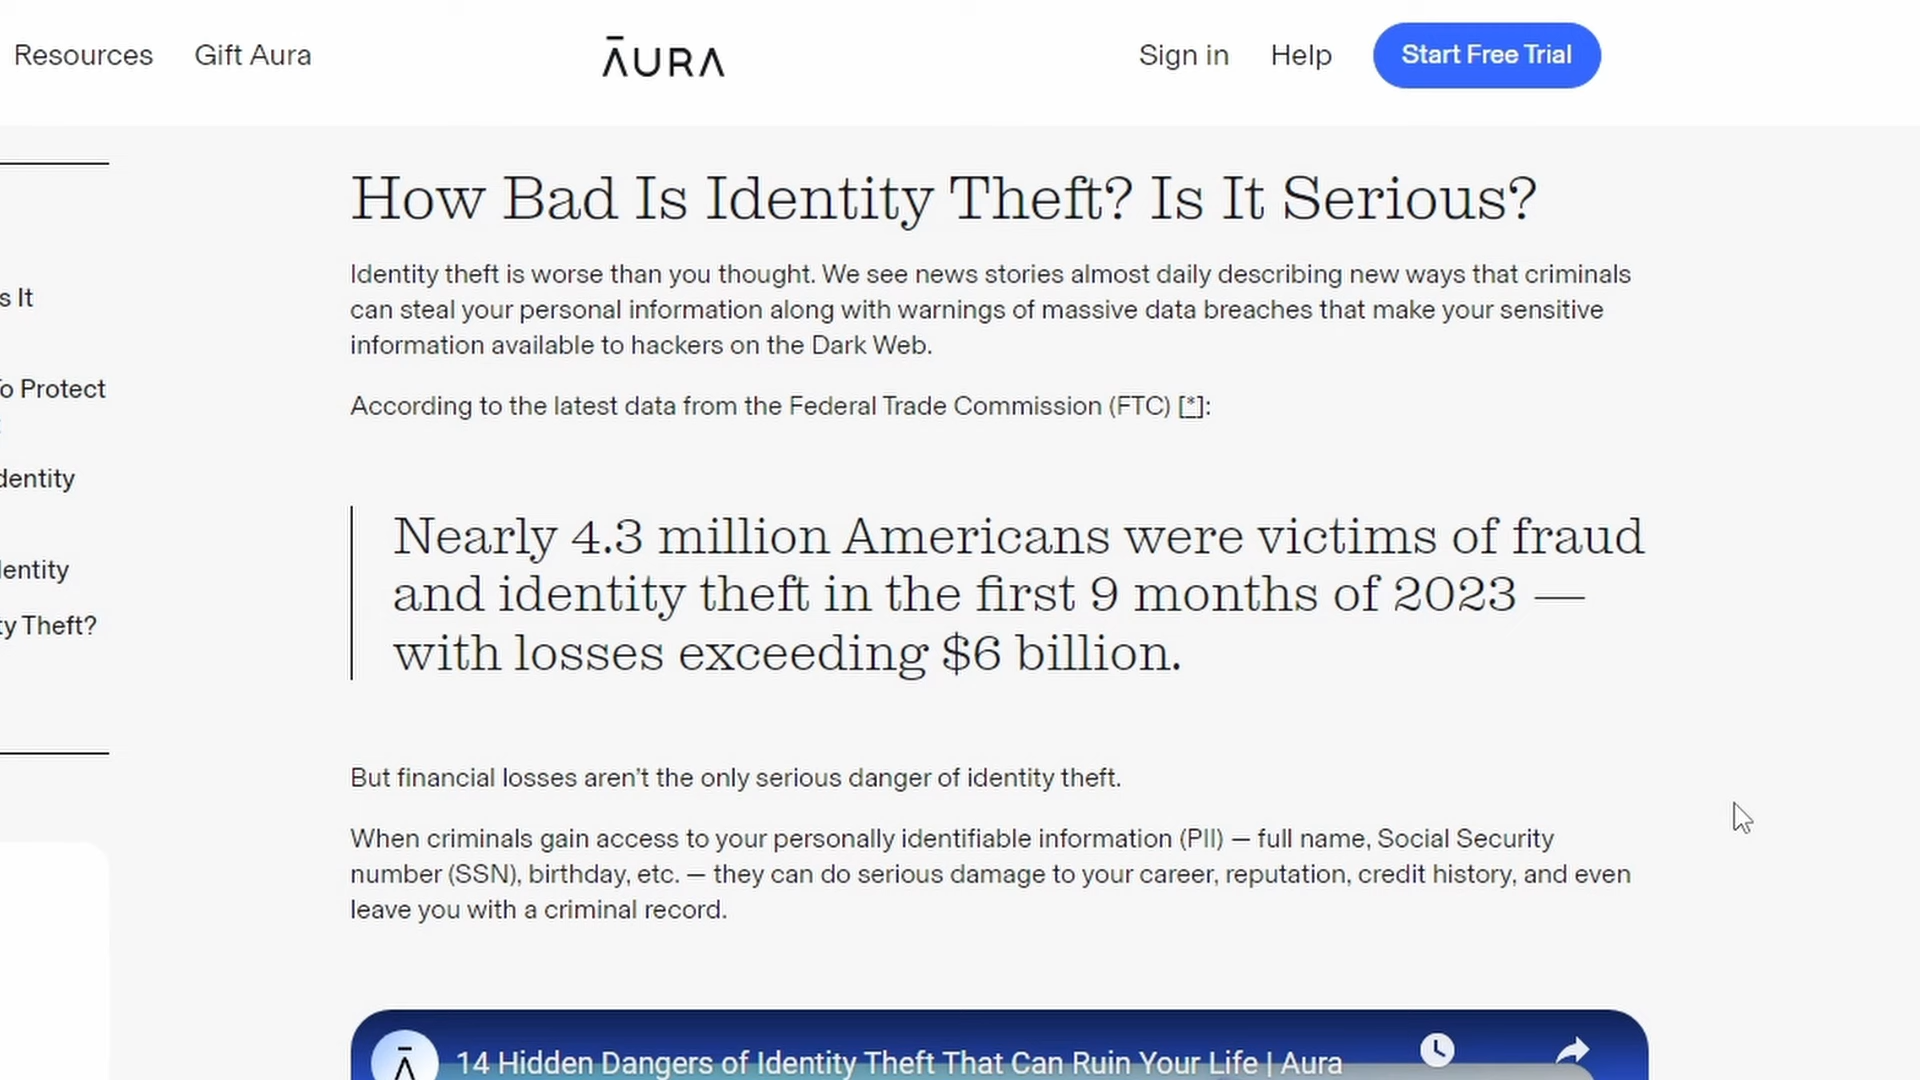 Resources Gift Aura ĀURA Sign in Help Start Free Trial
s It
To Protect
dentity
dentity
ty Theft?
How Bad Is Identity Theft? Is It Serious?
Identity theft is worse than you thought. We see news stories almost daily describing new ways that criminals
can steal your personal information along with warnings of massive data breaches that make your sensitive
information available to hackers on the Dark Web.
According to the latest data from the Federal Trade Commission (FTC) [*]:
Nearly 4.3 million Americans were victims of fraud
and identity theft in the first 9 months of 2023 —
with losses exceeding $6 billion.
But financial losses aren’t the only serious danger of identity theft.
When criminals gain access to your personally identifiable information (PII) — full name, Social Security
number (SSN), birthday, etc. — they can do serious damage to your career, reputation, credit history, and even
leave you with a criminal record.
Ā 14 Hidden Dangers of Identity Theft That Can Ruin Your Life | Aura